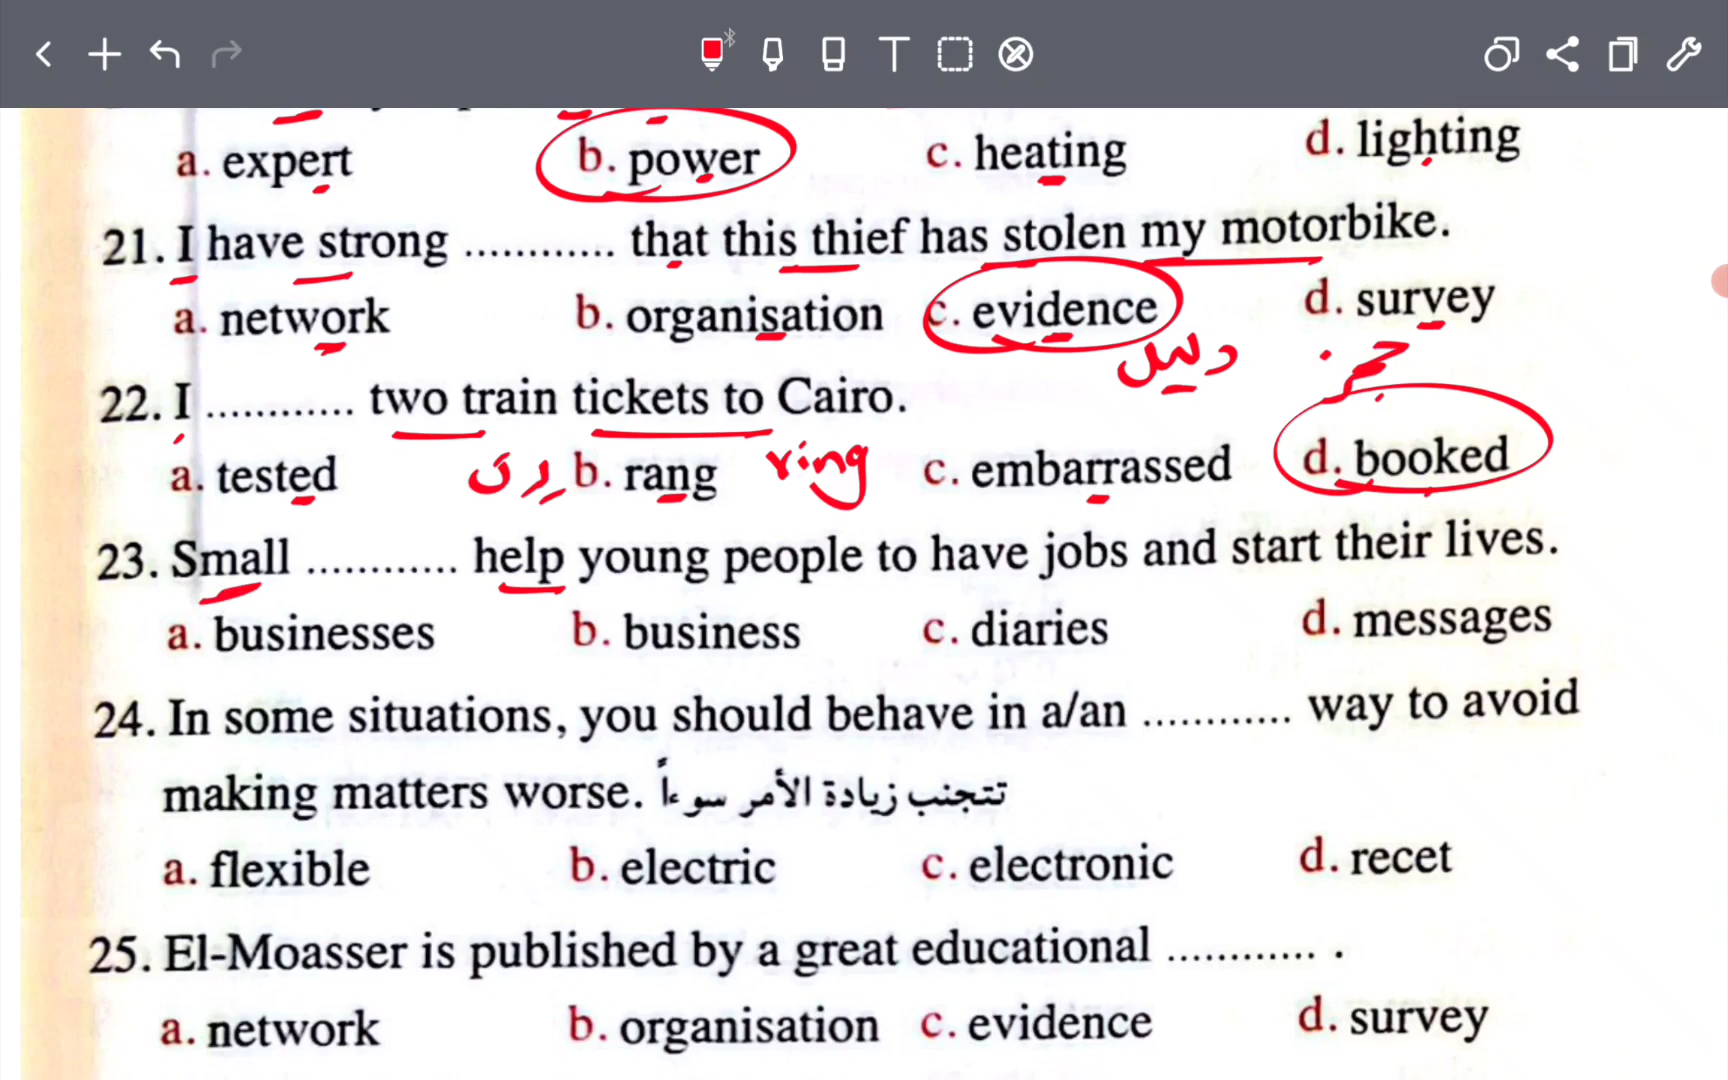 a. expert b. power c. heating d. lighting
21. I have strong ............ that this thief has stolen my motorbike.
a. network b. organisation c. evidence d. survey
دليل حجز
22. I ............ two train tickets to Cairo.
a. tested b. rang ring c. embarrassed d. booked
23. Small ............ help young people to have jobs and start their lives.
a. businesses b. business c. diaries d. messages
24. In some situations, you should behave in a/an ............ way to avoid
making matters worse. تتجنب زيادة الأمر سوءاً
a. flexible b. electric c. electronic d. recet
25. El-Moasser is published by a great educational ............ .
a. network b. organisation c. evidence d. survey